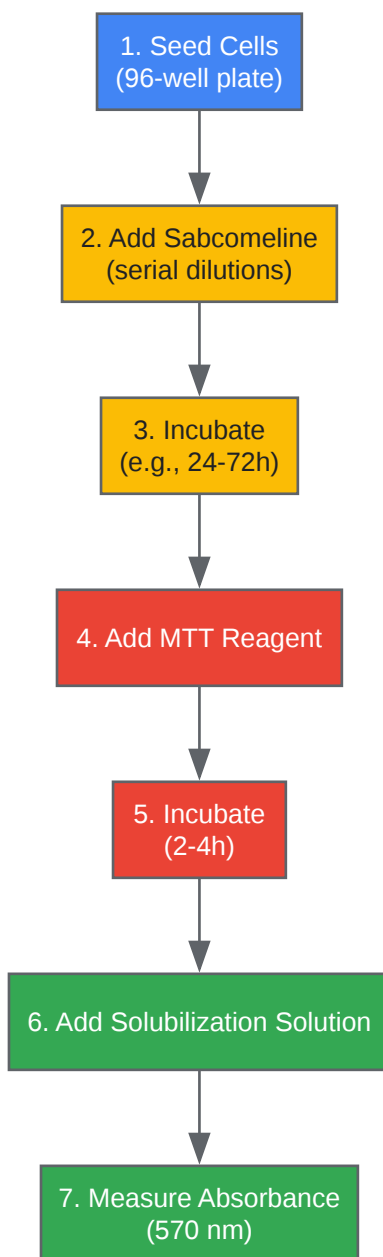 1. Seed Cells
(96-well plate)
2. Add Sabcomeline
(serial dilutions)
3. Incubate
(e.g., 24-72h)
4. Add MTT Reagent
5. Incubate
(2-4h)
6. Add Solubilization Solution
7. Measure Absorbance
(570 nm)